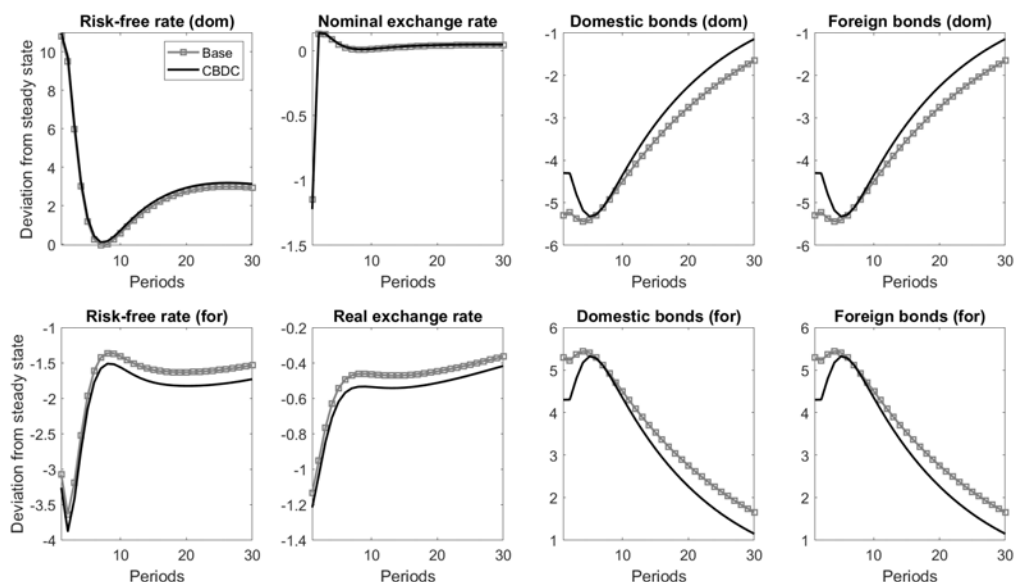 Risk-free rate (dom)
Nominal exchange rate
Domestic bonds (dom)
Foreign bonds (dom)
Deviation from steady state
10
8
6
4
2
0
Base
CBDC
10 20 30
Periods
0
-0.5
-1
-1.5
10 20 30
Periods
-1
-2
-3
-4
-5
-6
10 20 30
Periods
-1
-2
-3
-4
-5
-6
10 20 30
Periods
Risk-free rate (for)
Real exchange rate
Domestic bonds (for)
Foreign bonds (for)
Deviation from steady state
-1
-1.5
-2
-2.5
-3
-3.5
-4
10 20 30
Periods
-0.2
-0.4
-0.6
-0.8
-1
-1.2
-1.4
10 20 30
Periods
6
5
4
3
2
1
10 20 30
Periods
6
5
4
3
2
1
10 20 30
Periods